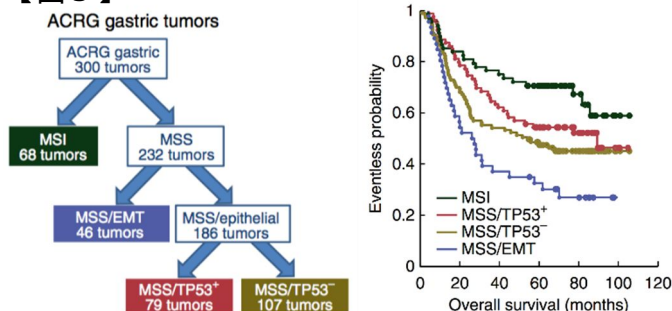 ACRG gastric tumors
ACRG gastric
300 tumors
MSI
68 tumors
MSS
232 tumors
MSS/EMT
46 tumors
MSS/epithelial
186 tumors
MSS/TP53⁺
79 tumors
MSS/TP53⁻
107 tumors
Eventless probability
1
0.8
0.6
0.4
0.2
0
MSI
MSS/TP53⁺
MSS/TP53⁻
MSS/EMT
0 20 40 60 80 100 120
Overall survival (months)